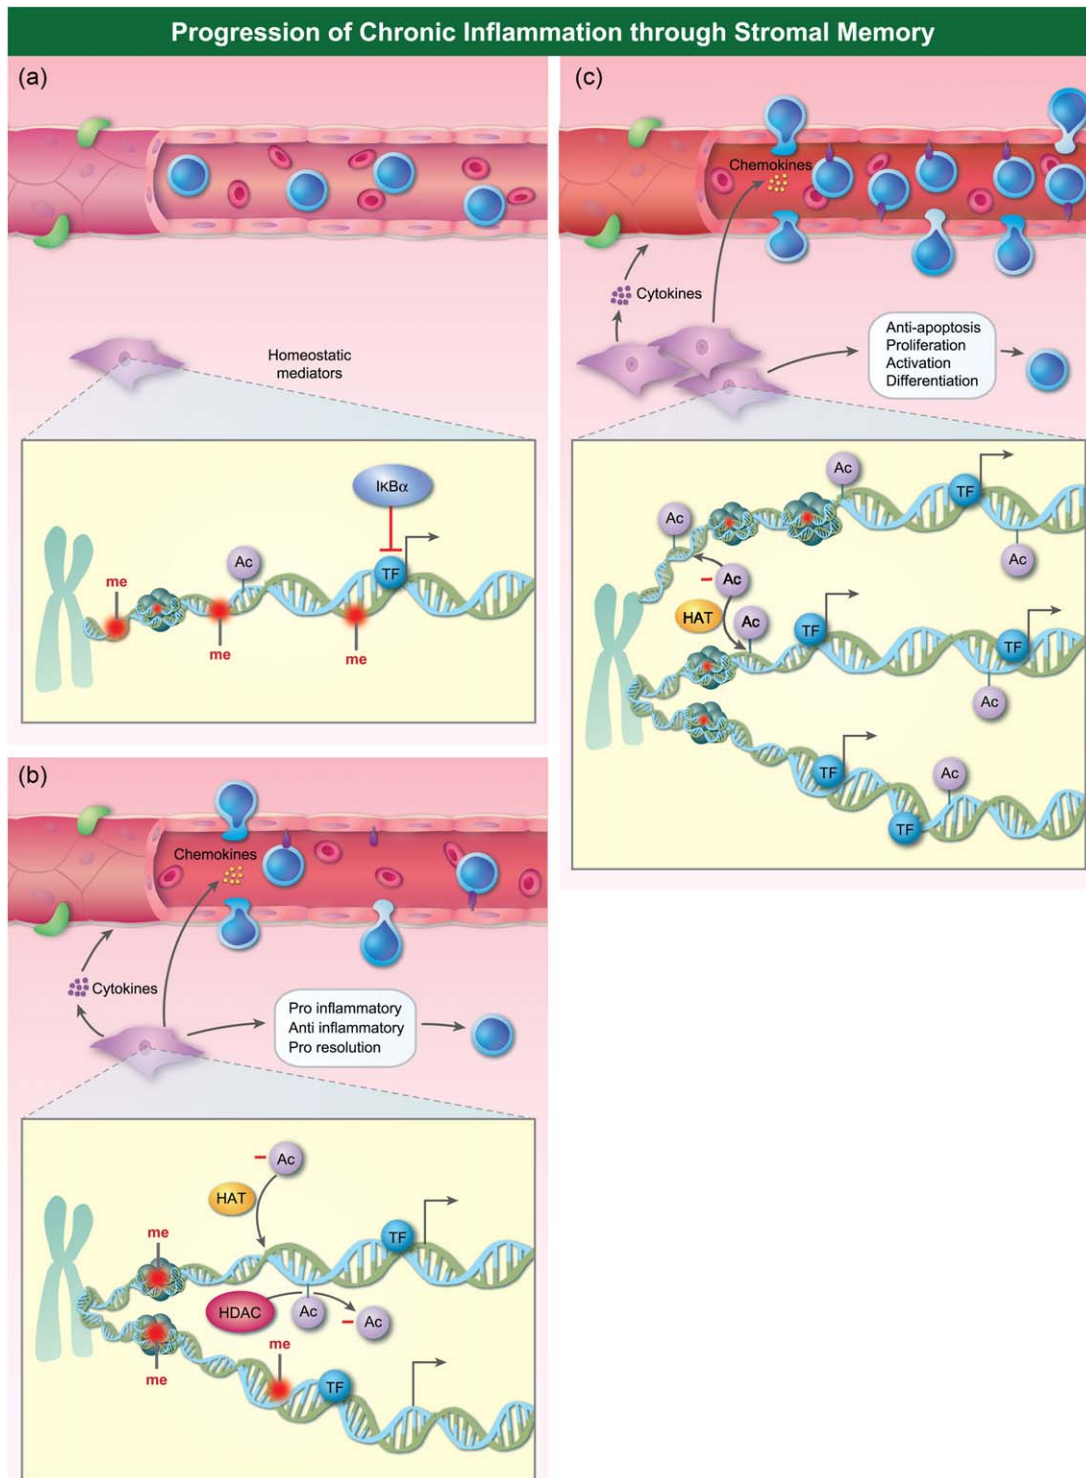 Progression of Chronic Inflammation through Stromal Memory
(a)
Homeostatic
mediators
IκBα
TF
Ac
me
me
me
(b)
Chemokines
Cytokines
Pro inflammatory
Anti inflammatory
Pro resolution
Ac
HAT
TF
me
HDAC
Ac
Ac
me
me
TF
(c)
Chemokines
Cytokines
Anti-apoptosis
Proliferation
Activation
Differentiation
Ac
TF
Ac
Ac
Ac
HAT
Ac
TF
TF
Ac
TF
Ac
TF